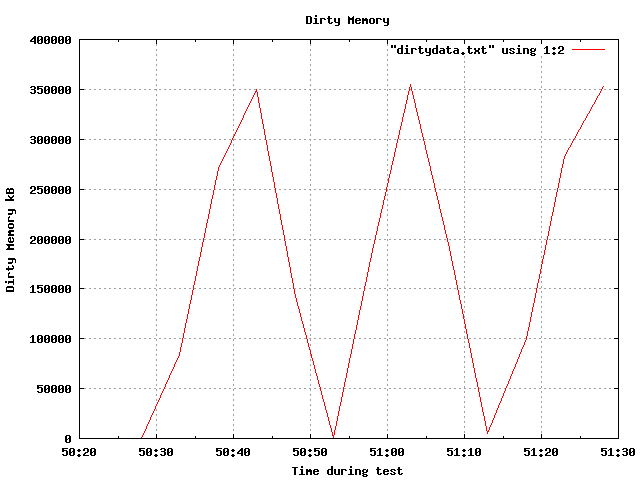 Dirty Memory
"dirtydata.txt" using 1:2
400000
350000
300000
250000
200000
150000
100000
50000
0
Dirty Memory kB
50:20 50:30 50:40 50:50 51:00 51:10 51:20 51:30
Time during test